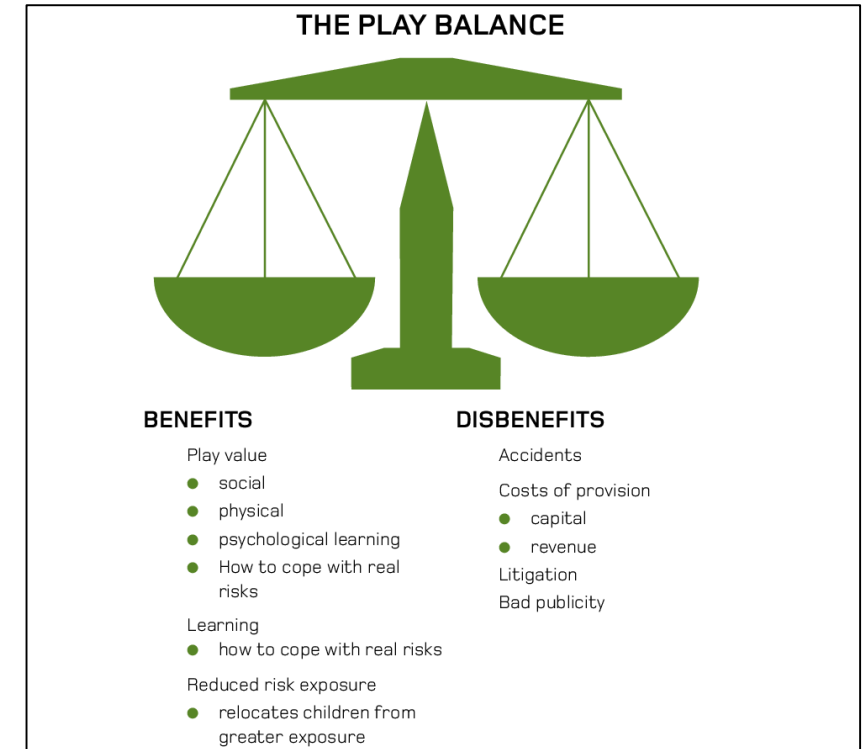 THE PLAY BALANCE
BENEFITS
Play value
social
physical
psychological learning
How to cope with real
risks
Learning
how to cope with real risks
Reduced risk exposure
relocates children from
greater exposure
DISBENEFITS
Accidents
Costs of provision
capital
revenue
Litigation
Bad publicity